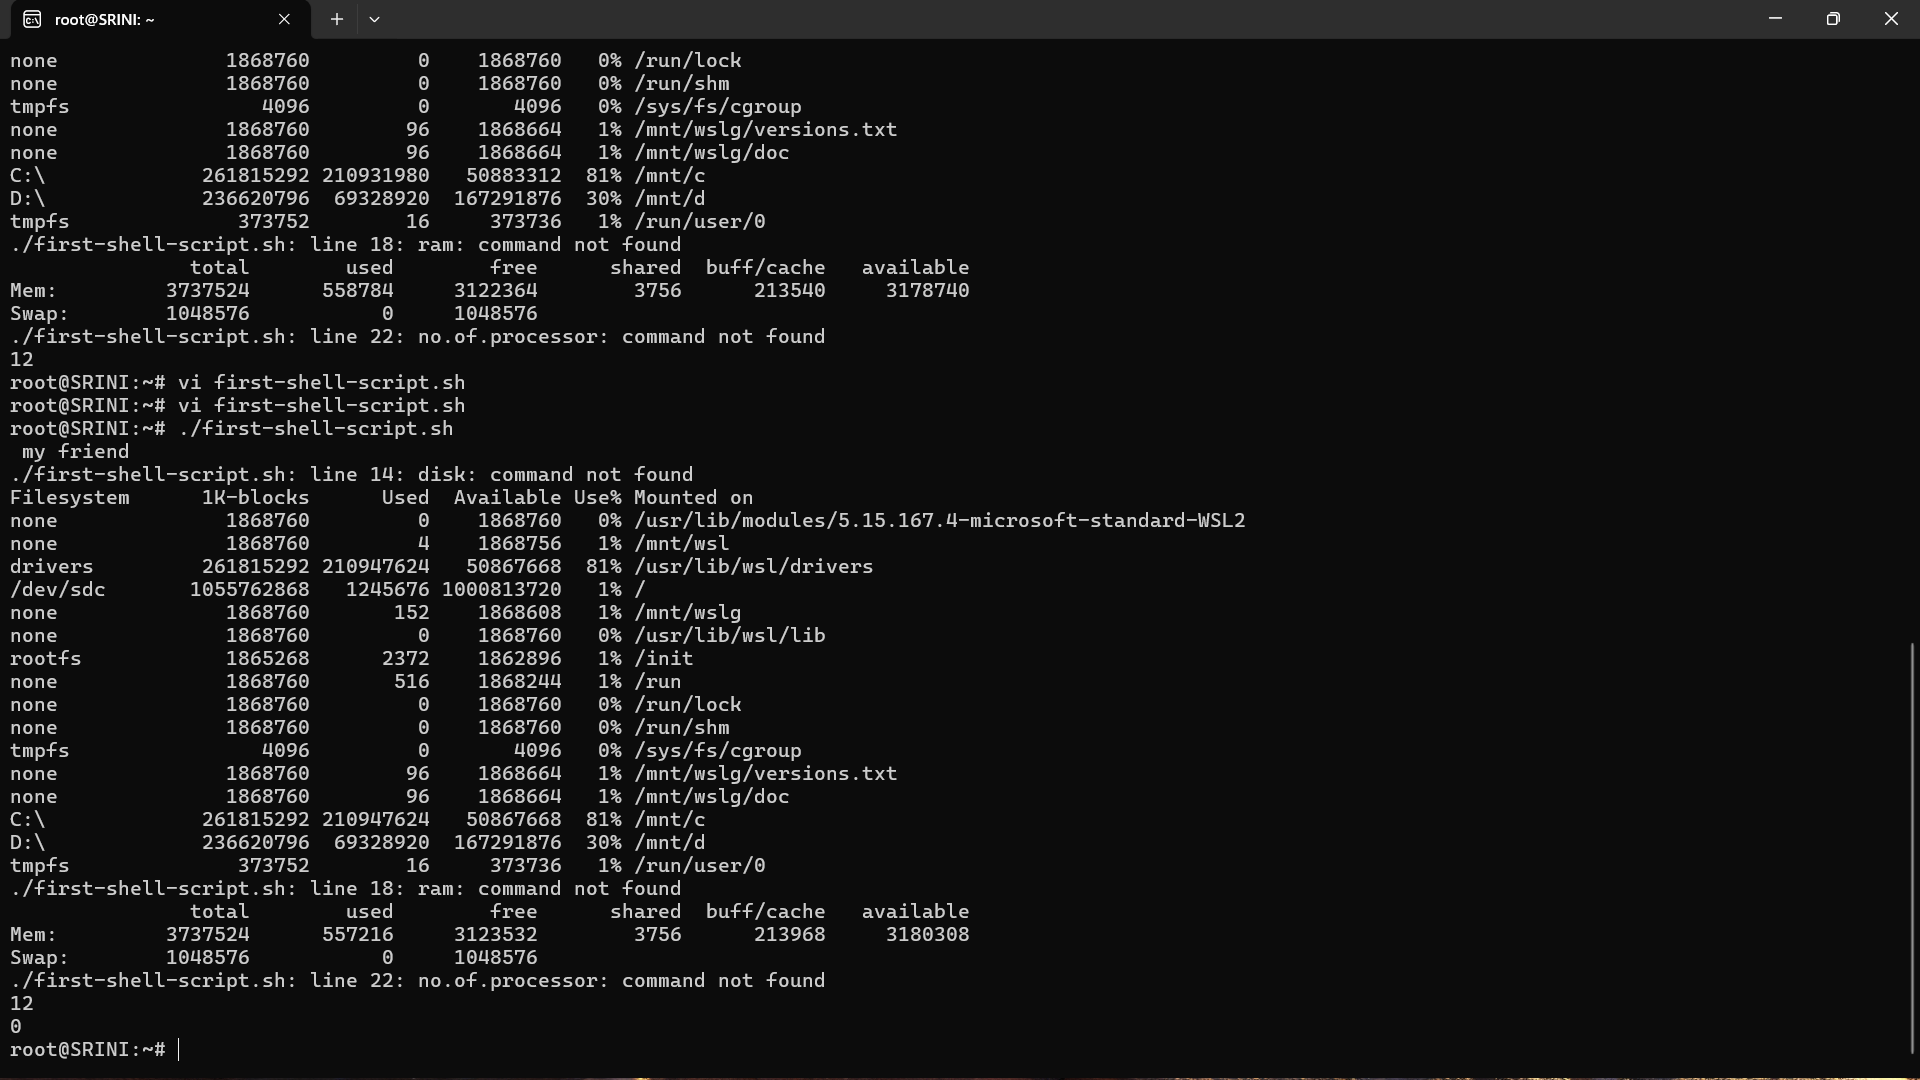 root@SRINI: ~
none              1868760         0    1868760   0% /run/lock
none              1868760         0    1868760   0% /run/shm
tmpfs                4096         0       4096   0% /sys/fs/cgroup
none              1868760        96    1868664   1% /mnt/wslg/versions.txt
none              1868760        96    1868664   1% /mnt/wslg/doc
C:\             261815292 210931980   50883312  81% /mnt/c
D:\             236620796  69328920  167291876  30% /mnt/d
tmpfs              373752        16     373736   1% /run/user/0
./first-shell-script.sh: line 18: ram: command not found
               total        used        free      shared  buff/cache   available
Mem:         3737524      558784     3122364        3756      213540     3178740
Swap:        1048576           0     1048576
./first-shell-script.sh: line 22: no.of.processor: command not found
12
root@SRINI:~# vi first-shell-script.sh
root@SRINI:~# vi first-shell-script.sh
root@SRINI:~# ./first-shell-script.sh
 my friend
./first-shell-script.sh: line 14: disk: command not found
Filesystem      1K-blocks      Used  Available Use% Mounted on
none              1868760         0    1868760   0% /usr/lib/modules/5.15.167.4-microsoft-standard-WSL2
none              1868760         4    1868756   1% /mnt/wsl
drivers         261815292 210947624   50867668  81% /usr/lib/wsl/drivers
/dev/sdc       1055762868   1245676 1000813720   1% /
none              1868760       152    1868608   1% /mnt/wslg
none              1868760         0    1868760   0% /usr/lib/wsl/lib
rootfs            1865268      2372    1862896   1% /init
none              1868760       516    1868244   1% /run
none              1868760         0    1868760   0% /run/lock
none              1868760         0    1868760   0% /run/shm
tmpfs                4096         0       4096   0% /sys/fs/cgroup
none              1868760        96    1868664   1% /mnt/wslg/versions.txt
none              1868760        96    1868664   1% /mnt/wslg/doc
C:\             261815292 210947624   50867668  81% /mnt/c
D:\             236620796  69328920  167291876  30% /mnt/d
tmpfs              373752        16     373736   1% /run/user/0
./first-shell-script.sh: line 18: ram: command not found
               total        used        free      shared  buff/cache   available
Mem:         3737524      557216     3123532        3756      213968     3180308
Swap:        1048576           0     1048576
./first-shell-script.sh: line 22: no.of.processor: command not found
12
0
root@SRINI:~#